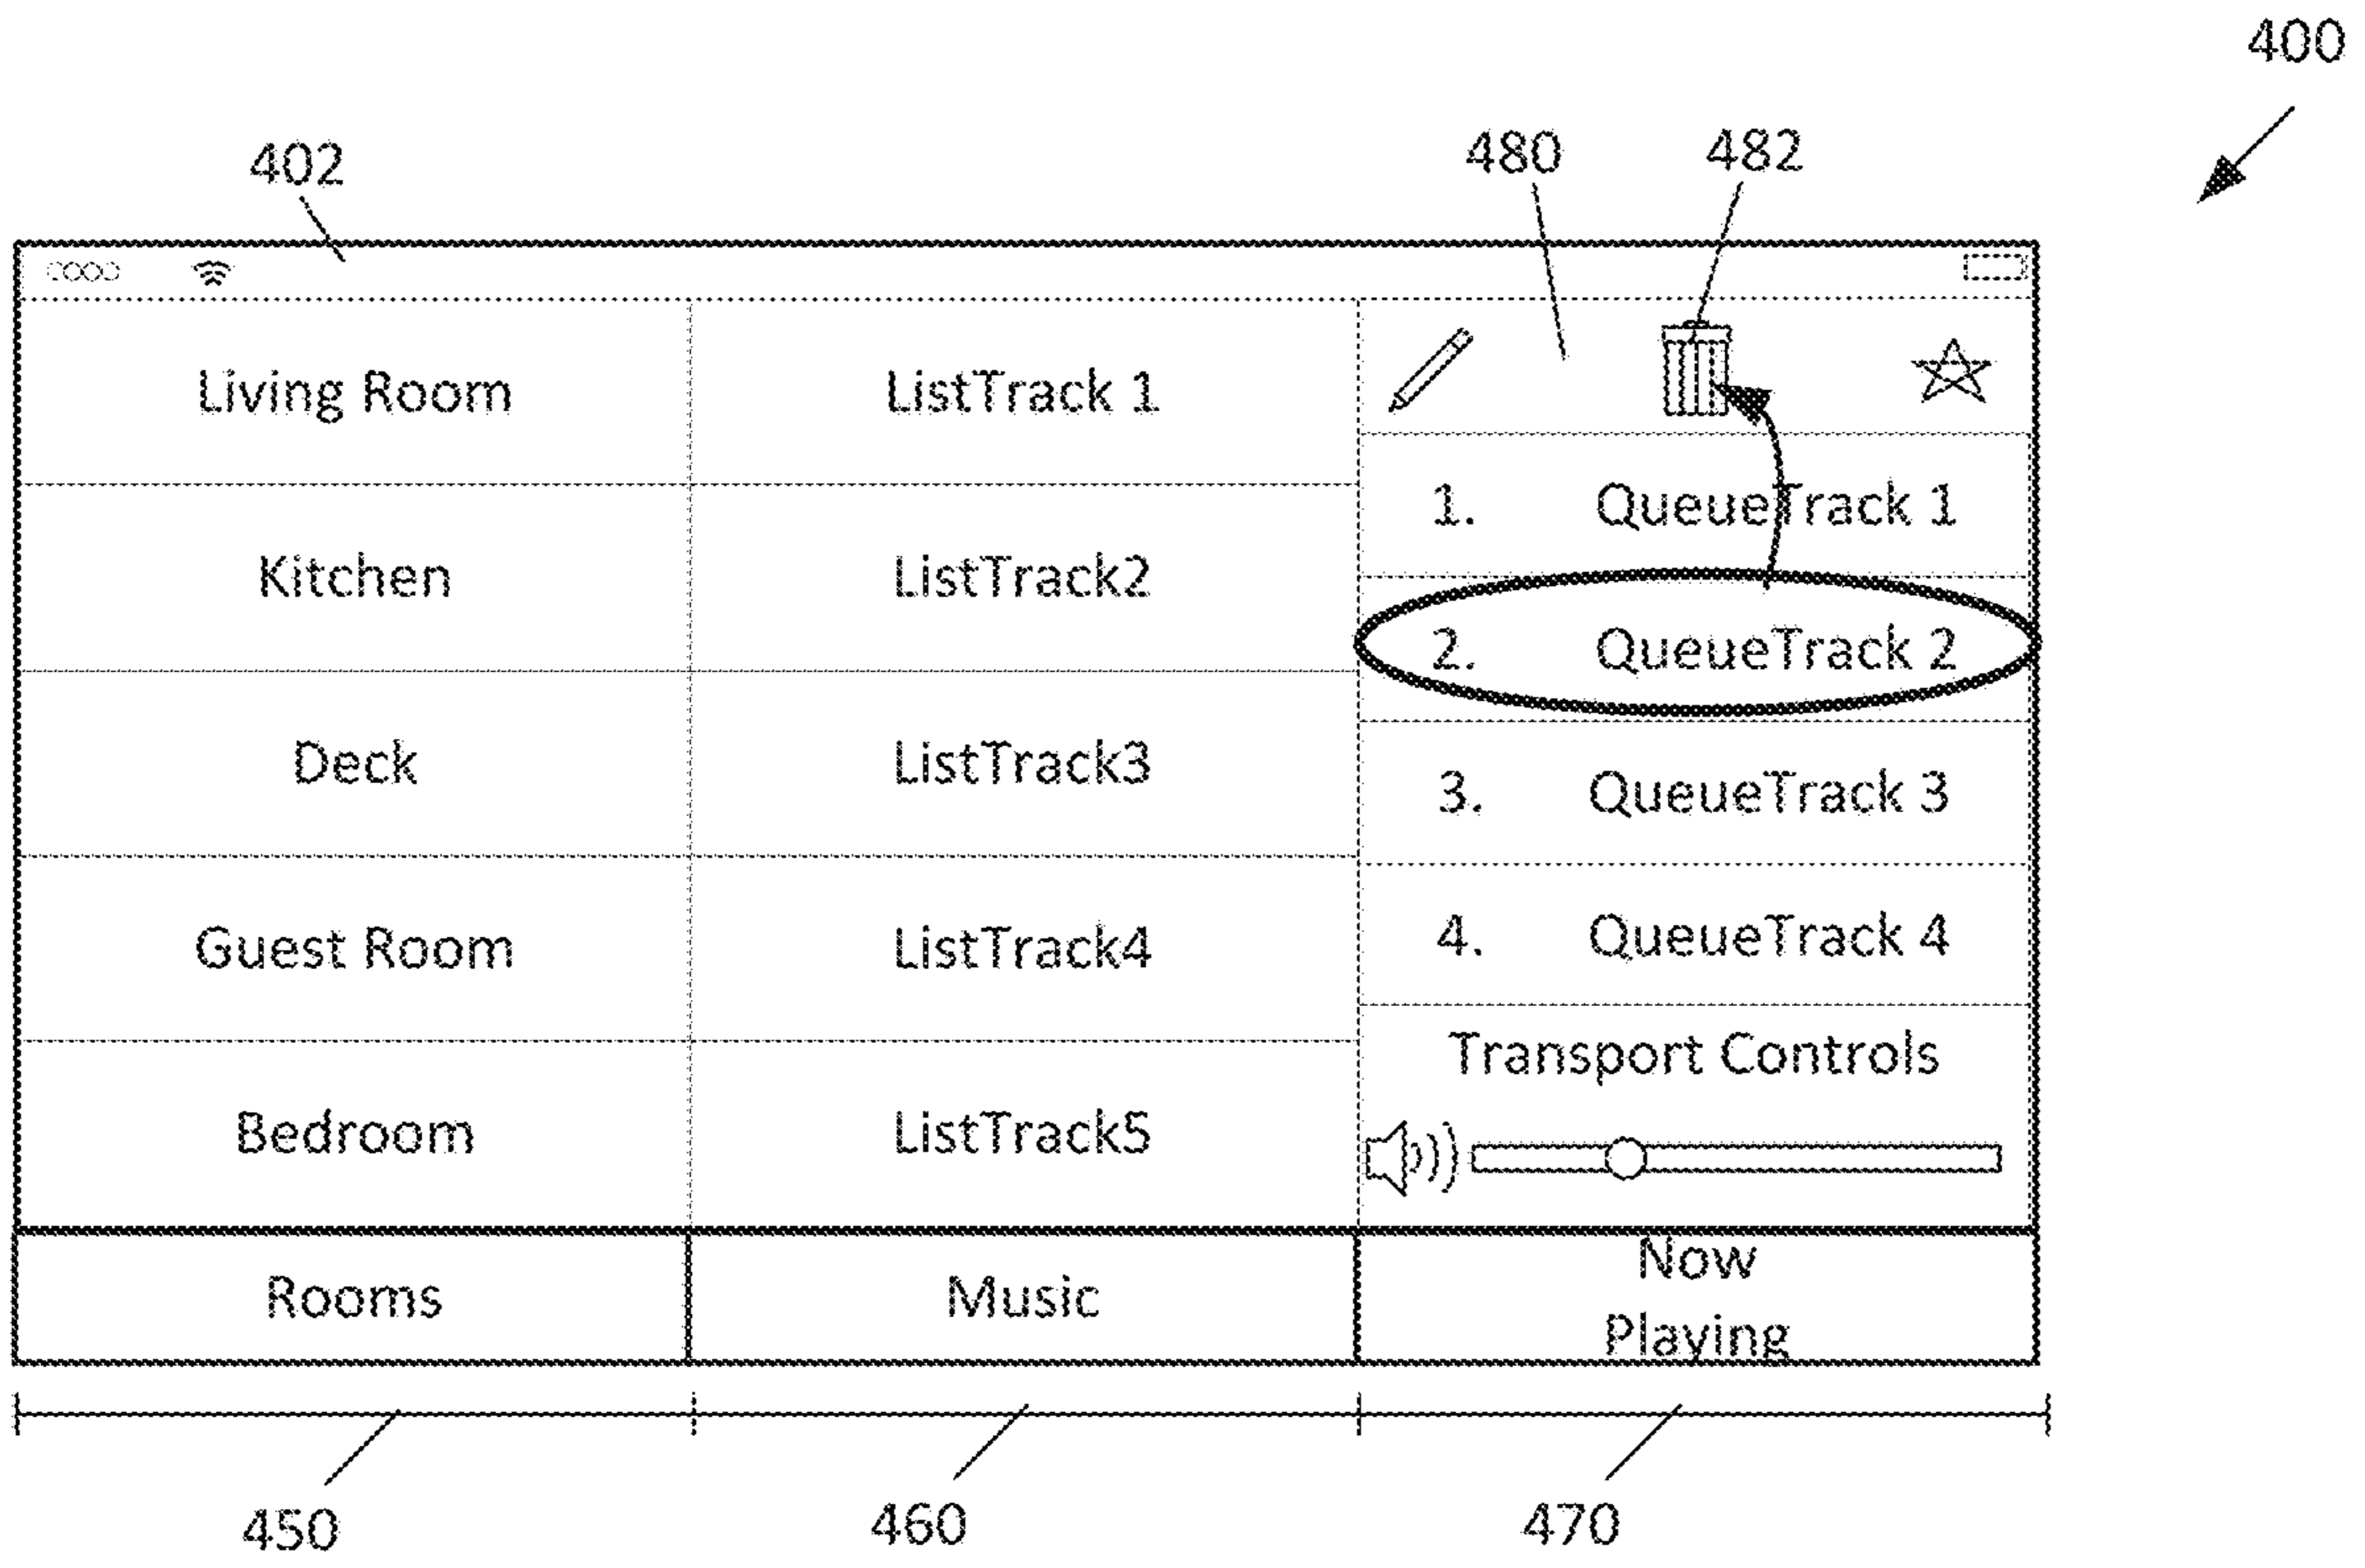 400
402
480
482
Living Room
ListTrack 1
Kitchen
ListTrack2
Deck
ListTrack3
Guest Room
ListTrack4
Bedroom
ListTrack5
1. QueueTrack 1
2. QueueTrack 2
3. QueueTrack 3
4. QueueTrack 4
Transport Controls
Rooms
Music
Now
Playing
450
460
470